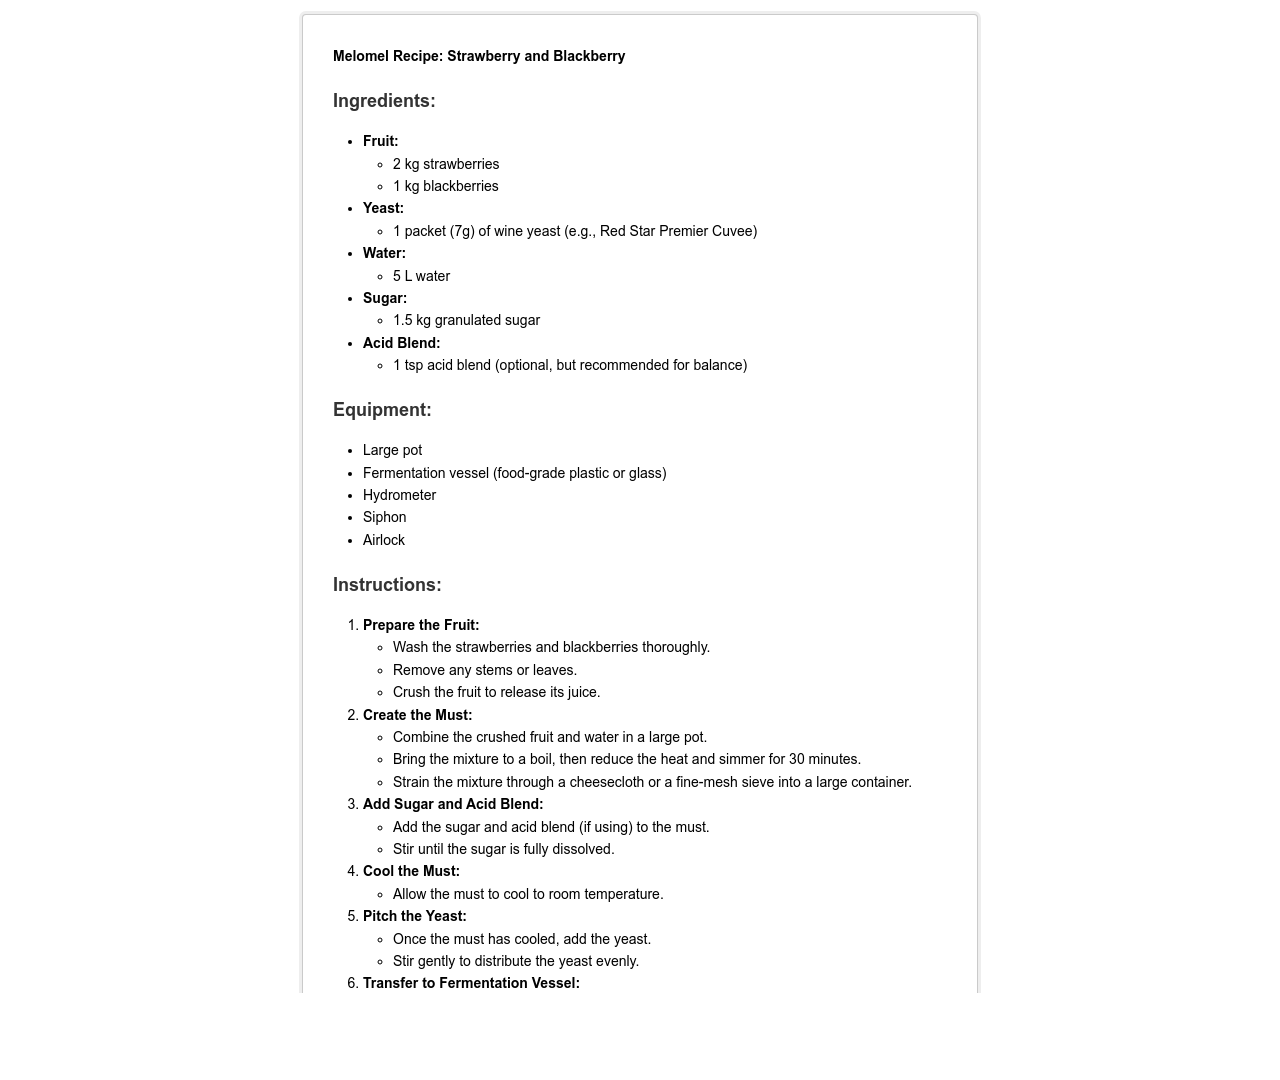 Melomel Recipe: Strawberry and Blackberry
Ingredients:
Fruit:
2 kg strawberries
1 kg blackberries
Yeast:
1 packet (7g) of wine yeast (e.g., Red Star Premier Cuvee)
Water:
5 L water
Sugar:
1.5 kg granulated sugar
Acid Blend:
1 tsp acid blend (optional, but recommended for balance)
Equipment:
Large pot
Fermentation vessel (food-grade plastic or glass)
Hydrometer
Siphon
Airlock
Instructions:
1. Prepare the Fruit:
Wash the strawberries and blackberries thoroughly.
Remove any stems or leaves.
Crush the fruit to release its juice.
2. Create the Must:
Combine the crushed fruit and water in a large pot.
Bring the mixture to a boil, then reduce the heat and simmer for 30 minutes.
Strain the mixture through a cheesecloth or a fine-mesh sieve into a large container.
3. Add Sugar and Acid Blend:
Add the sugar and acid blend (if using) to the must.
Stir until the sugar is fully dissolved.
4. Cool the Must:
Allow the must to cool to room temperature.
5. Pitch the Yeast:
Once the must has cooled, add the yeast.
Stir gently to distribute the yeast evenly.
6. Transfer to Fermentation Vessel: